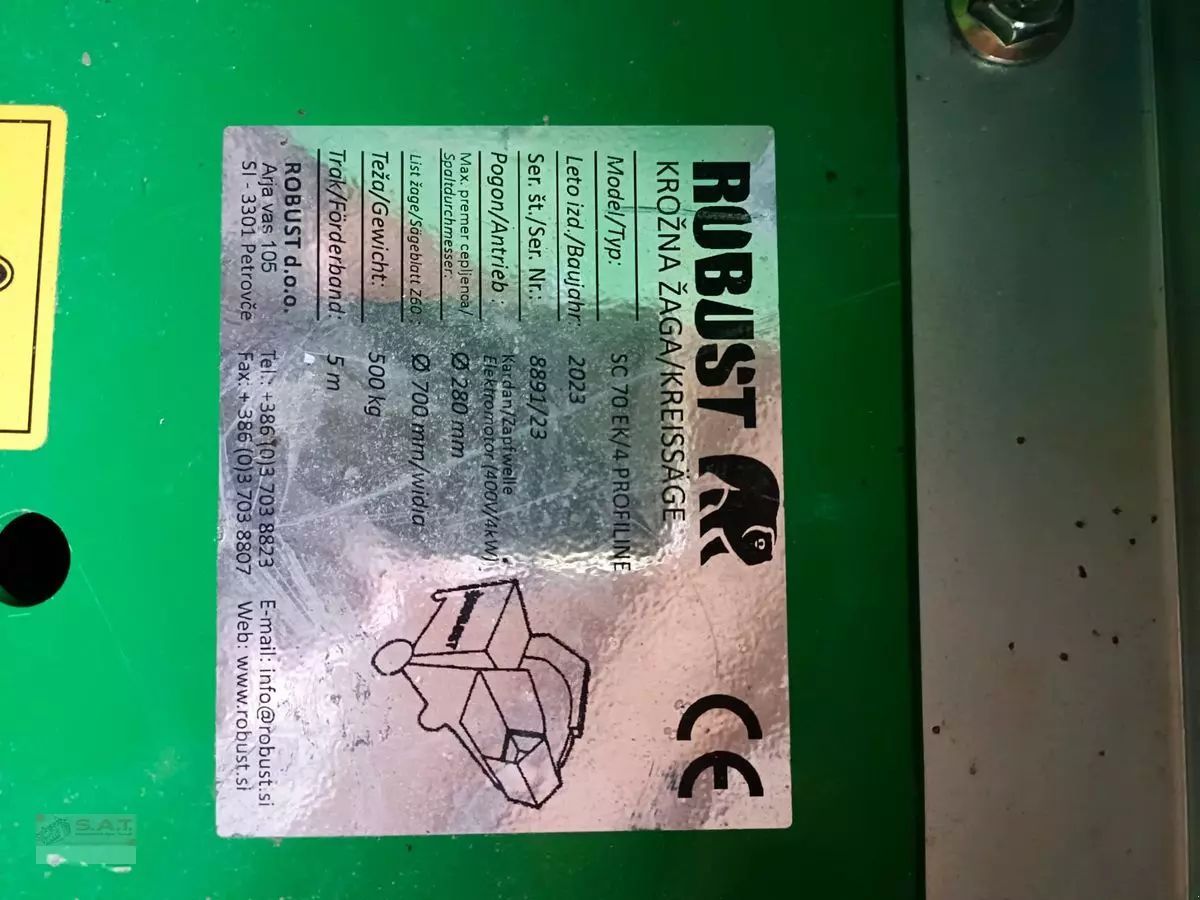 ROBUST
KROŽNA ŽAGA/KREISSÄGE
CE
Model/Typ: SC 70 EK/4 PROFILINE
Leto izd./Baujahr: 2023
Ser. št./Ser. Nr.: 8891/23
Pogon/Antrieb : Kardan/Zapfwelle
Elektromotor (400V/4kW)
Max. premer cepljenoa/
Spaltdurchmesser: Ø 280 mm
List žage/Sägeblatt Z60 : Ø 700 mm/widia
Teža/Gewicht: 500 kg
Trak/Förderband: 5 m
ROBUST d.o.o.
Arja vas 105 Tel.: +386 (0)3 703 8823 E-mail: info@robust.si
SI - 3301 Petrovče Fax: + 386 (0)3 703 8807 Web: www.robust.si
S.A.T.